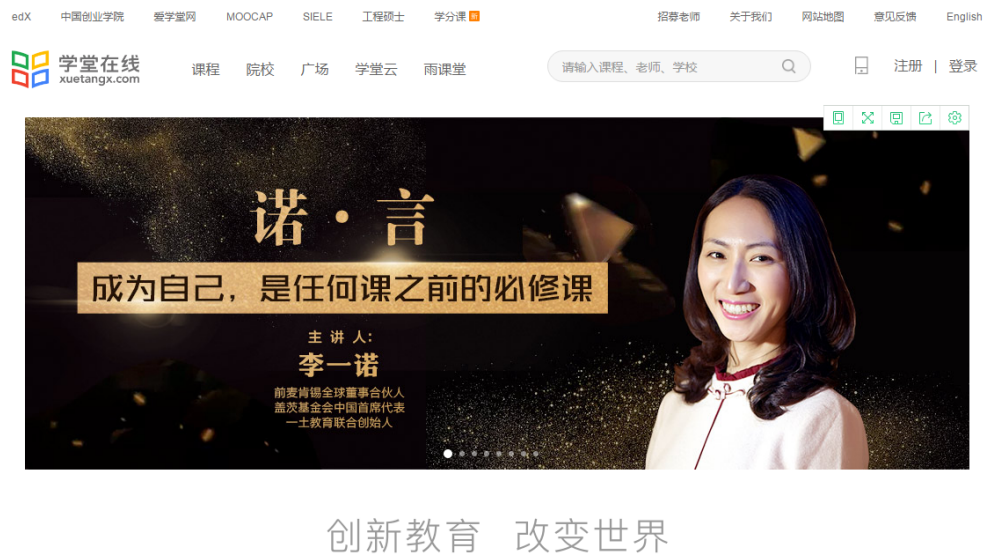 edX 中国创业学院 爱学堂网 MOOCAP SIELE 工程硕士 学分课 新 招募老师 关于我们 网站地图 意见反馈 English
学堂在线
xuetangx.com
课程 院校 广场 学堂云 雨课堂 请输入课程、老师、学校 注册 | 登录
诺·言
成为自己，是任何课之前的必修课
主 讲 人：
李一诺
前麦肯锡全球董事合伙人
盖茨基金会中国首席代表
一土教育联合创始人
创新教育 改变世界